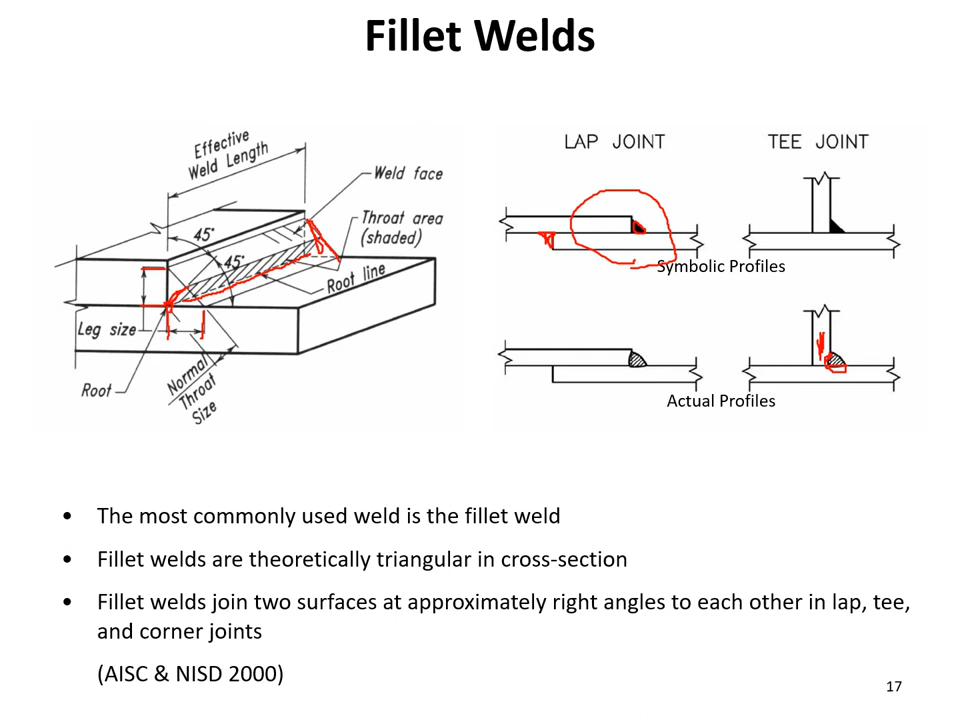 Fillet Welds
Effective
Weld Length
Weld face
Throat area
(shaded)
45°
45°
Root line
Leg size
Root
Normal
Throat
Size
LAP JOINT
TEE JOINT
Symbolic Profiles
Actual Profiles
• The most commonly used weld is the fillet weld
• Fillet welds are theoretically triangular in cross-section
• Fillet welds join two surfaces at approximately right angles to each other in lap, tee,
and corner joints
(AISC & NISD 2000)
17